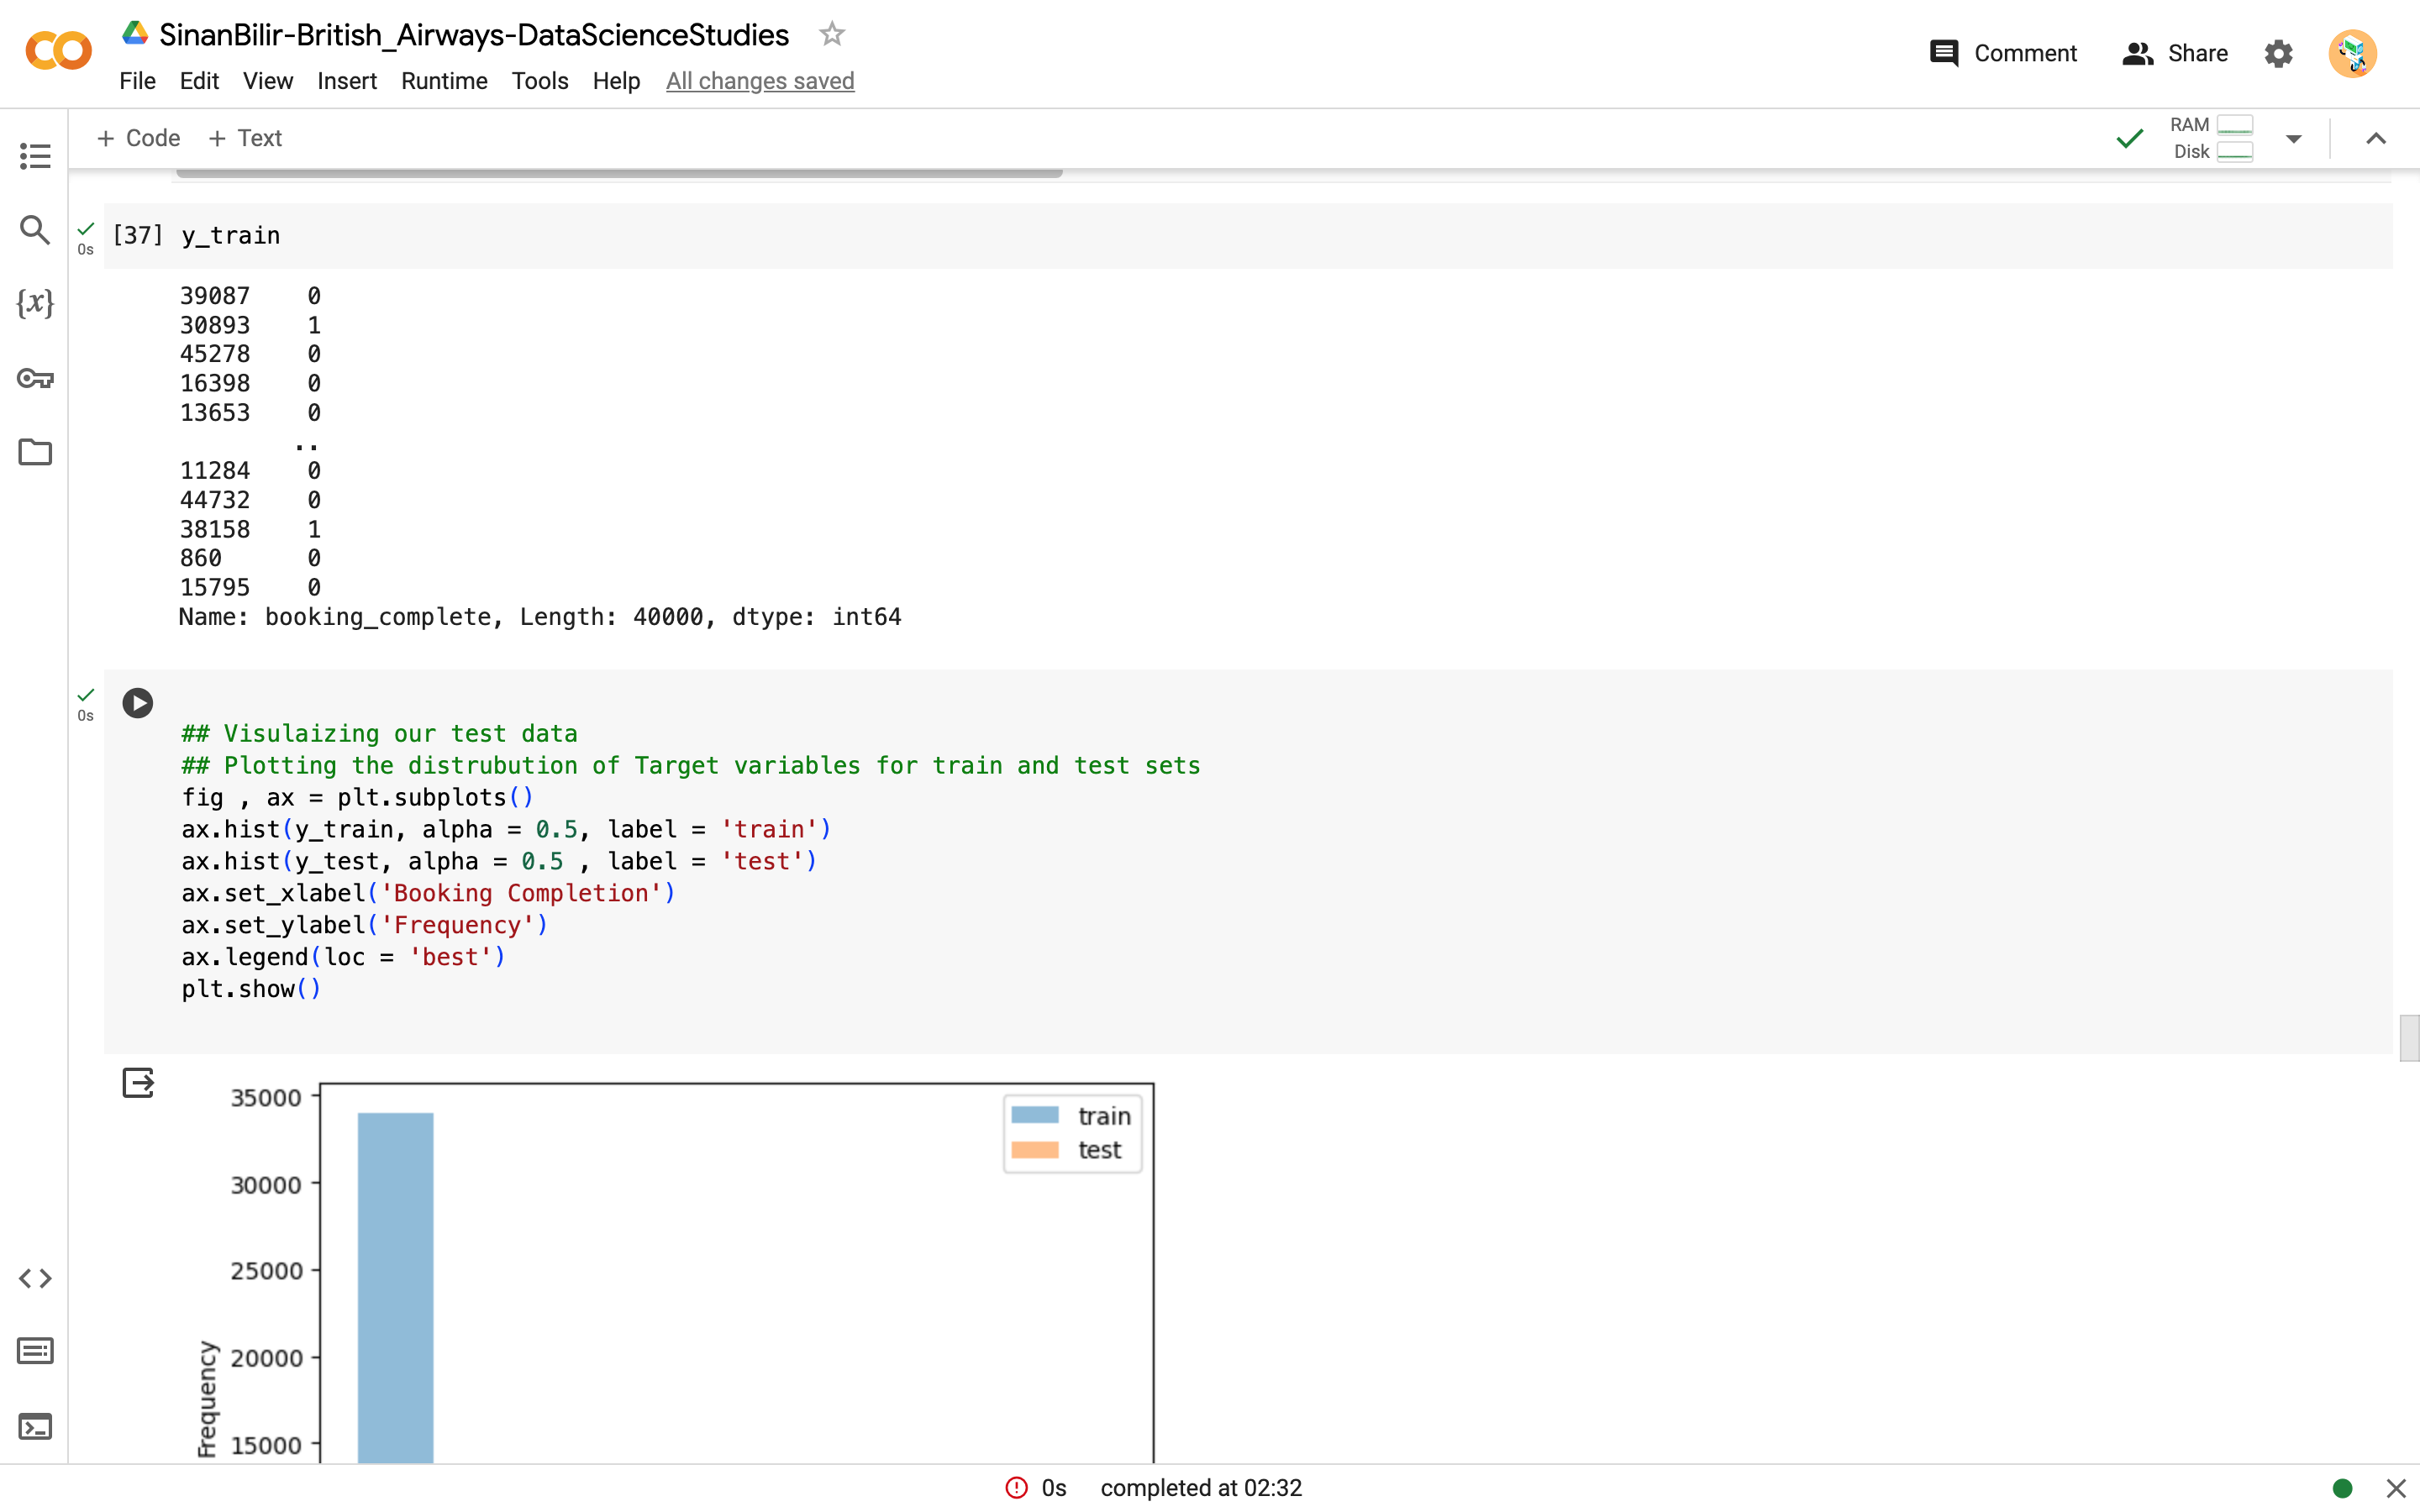 SinanBilir-British_Airways-DataScienceStudies
File Edit View Insert Runtime Tools Help All changes saved
Comment Share
+ Code + Text
RAM
Disk
{x}
0s
[37] y_train
39087 0
30893 1
45278 0
16398 0
13653 0
..
11284 0
44732 0
38158 1
860 0
15795 0
Name: booking_complete, Length: 40000, dtype: int64
0s
## Visulaizing our test data
## Plotting the distrubution of Target variables for train and test sets
fig , ax = plt.subplots()
ax.hist(y_train, alpha = 0.5, label = 'train')
ax.hist(y_test, alpha = 0.5 , label = 'test')
ax.set_xlabel('Booking Completion')
ax.set_ylabel('Frequency')
ax.legend(loc = 'best')
plt.show()
35000
train
test
30000
25000
20000
15000
Frequency
0s completed at 02:32